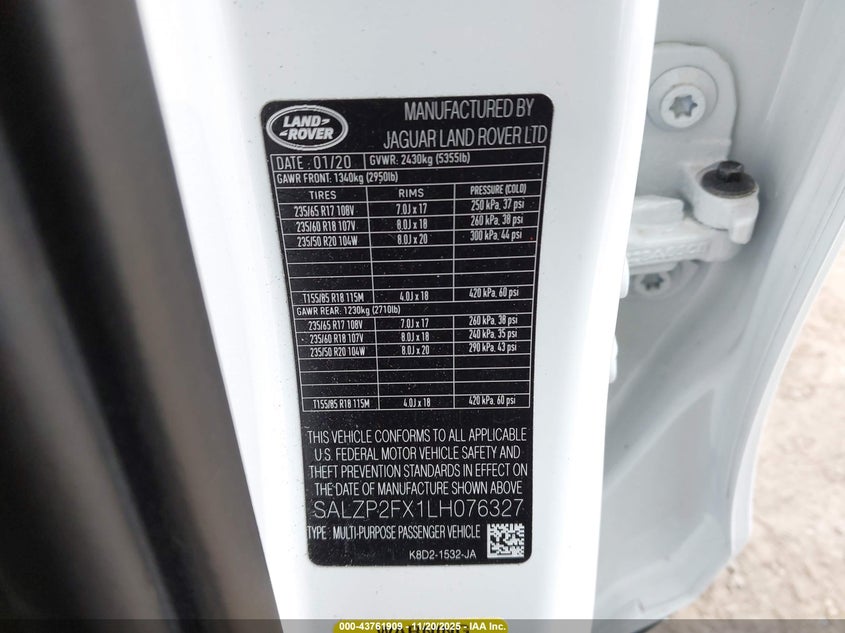 LAND-
-ROVER
MANUFACTURED BY
JAGUAR LAND ROVER LTD
DATE : 01/20 GVWR: 2430kg (5355lb)
GAWR FRONT: 1340kg (2950lb)
TIRES RIMS PRESSURE (COLD)
235/65 R17 108V 7.0J x 17 250 kPa, 37 psi
235/60 R18 107V 8.0J x 18 260 kPa, 38 psi
235/50 R20 104W 8.0J x 20 300 kPa, 44 psi
T155/85 R18 115M 4.0J x 18 420 kPa, 60 psi
GAWR REAR: 1230kg (2710lb)
235/65 R17 108V 7.0J x 17 260 kPa, 38 psi
235/60 R18 107V 8.0J x 18 240 kPa, 35 psi
235/50 R20 104W 8.0J x 20 290 kPa, 43 psi
T155/85 R18 115M 4.0J x 18 420 kPa, 60 psi
THIS VEHICLE CONFORMS TO ALL APPLICABLE
U.S. FEDERAL MOTOR VEHICLE SAFETY AND
THEFT PREVENTION STANDARDS IN EFFECT ON
THE DATE OF MANUFACTURE SHOWN ABOVE
SALZP2FX1LH076327
TYPE : MULTI-PURPOSE PASSENGER VEHICLE
K8D2-1532-JA
000-43761909 - 11/20/2025 - IAA Inc.